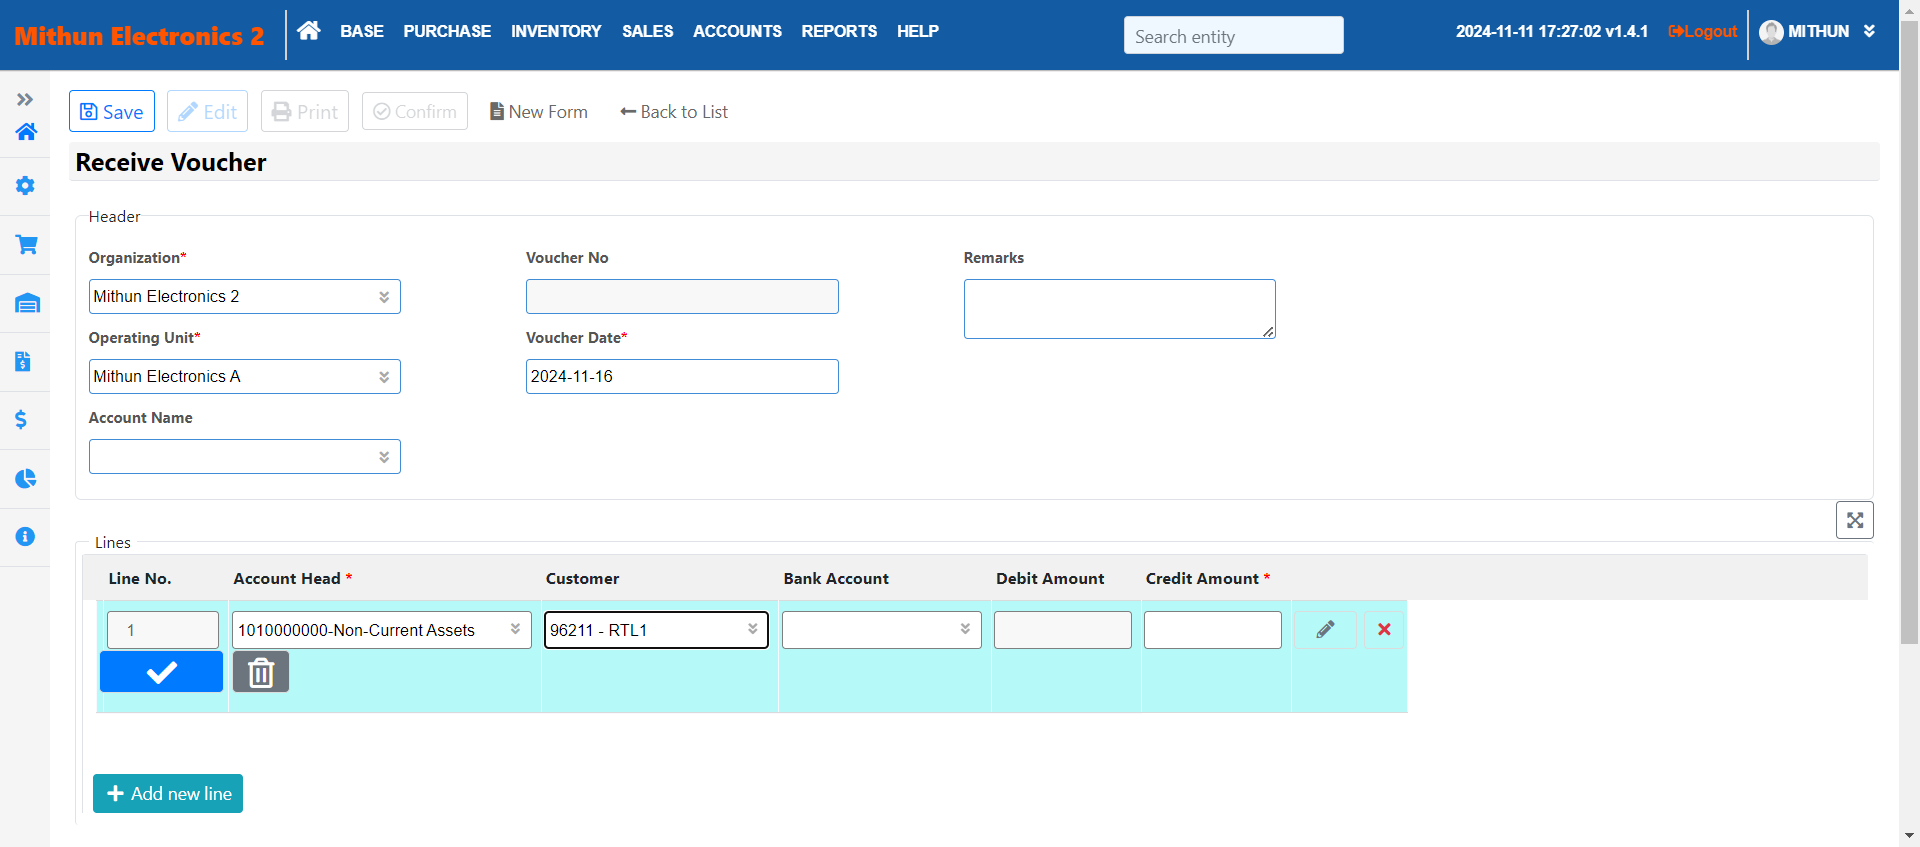 Mithun Electronics 2 BASE PURCHASE INVENTORY SALES ACCOUNTS REPORTS HELP Search entity 2024-11-11 17:27:02 v1.4.1 Logout MITHUN
Save Edit Print Confirm New Form Back to List
Receive Voucher
Header
Organization* Voucher No Remarks
Mithun Electronics 2
Operating Unit* Voucher Date*
Mithun Electronics A 2024-11-16
Account Name
Lines
Line No. Account Head * Customer Bank Account Debit Amount Credit Amount *
1 1010000000-Non-Current Assets 96211 - RTL1
Add new line